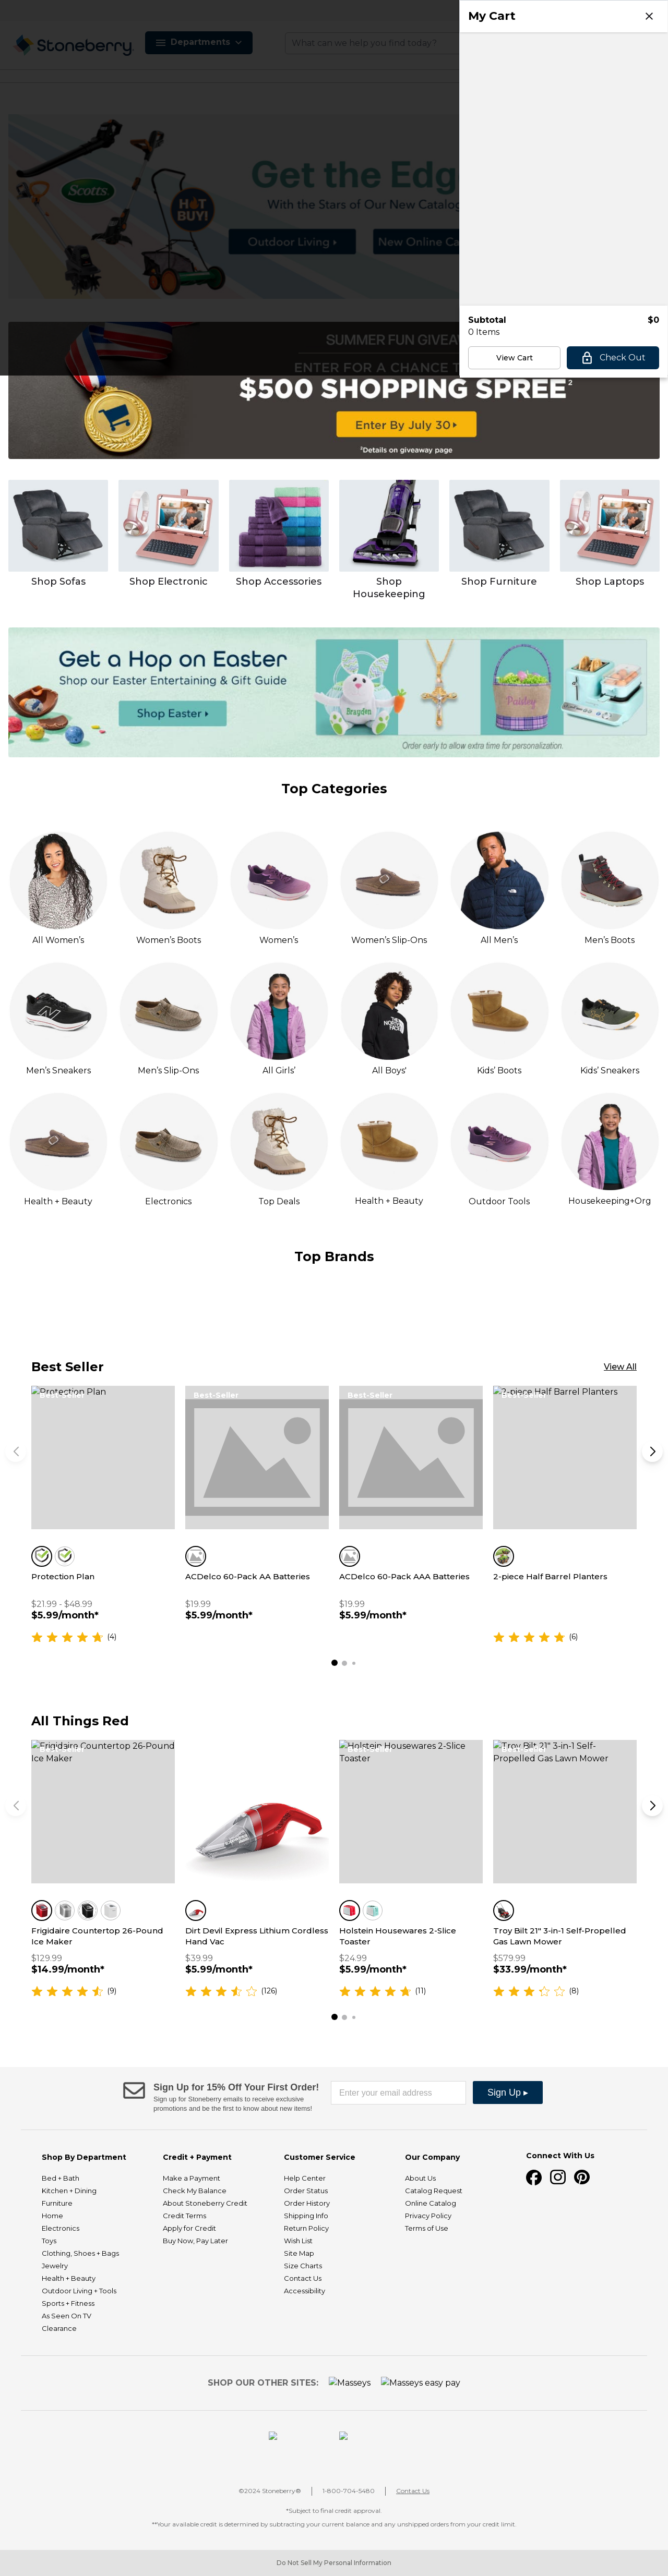 My Cart
Stoneberry
Departments
What can we help you find today?
Scotts.
HOT BUY!
Get the Ed
With the Stars of Our New Catalog
Outdoor Living
New Online Ca
Subtotal $0
0 Items
View Cart
Check Out
SUMMER FUN GIVEAW
ENTER FOR A CHANCE T
$500 SHOPPING SPREE²
Enter By July 30
²Details on giveaway page
Shop Sofas
Shop Electronic
Shop Accessories
Shop Housekeeping
Shop Furniture
Shop Laptops
Get a Hop on Easter
Shop our Easter Entertaining & Gift Guide
Shop Easter
Brayden
Paisley
Order early to allow extra time for personalization.
Top Categories
All Women's
Women's Boots
Women's
Women's Slip-Ons
All Men's
Men's Boots
Men's Sneakers
Men's Slip-Ons
All Girls'
All Boys'
Kids' Boots
Kids' Sneakers
Health + Beauty
Electronics
Top Deals
Health + Beauty
Outdoor Tools
Housekeeping+Org
Top Brands
Best Seller
View All
Protection Plan
Best-Seller
Best-Seller
2-piece Half Barrel Planters
Protection Plan
ACDelco 60-Pack AA Batteries
ACDelco 60-Pack AAA Batteries
2-piece Half Barrel Planters
$21.99 - $48.99
$5.99/month*
$19.99
$5.99/month*
$19.99
$5.99/month*
(4)
(6)
All Things Red
Frigidaire Countertop 26-Pound Ice Maker
Holstein Housewares 2-Slice Toaster
Troy Bilt 21" 3-in-1 Self-Propelled Gas Lawn Mower
Frigidaire Countertop 26-Pound Ice Maker
$129.99
$14.99/month*
(9)
Dirt Devil Express Lithium Cordless Hand Vac
$39.99
$5.99/month*
(126)
Holstein Housewares 2-Slice Toaster
$24.99
$5.99/month*
(11)
Troy Bilt 21" 3-in-1 Self-Propelled Gas Lawn Mower
$579.99
$33.99/month*
(8)
Sign Up for 15% Off Your First Order!
Sign up for Stoneberry emails to receive exclusive
promotions and be the first to know about new items!
Enter your email address
Sign Up ▸
Shop By Department
Bed + Bath
Kitchen + Dining
Furniture
Home
Electronics
Toys
Clothing, Shoes + Bags
Jewelry
Health + Beauty
Outdoor Living + Tools
Sports + Fitness
As Seen On TV
Clearance
Credit + Payment
Make a Payment
Check My Balance
About Stoneberry Credit
Credit Terms
Apply for Credit
Buy Now, Pay Later
Customer Service
Help Center
Order Status
Order History
Shipping Info
Return Policy
Wish List
Site Map
Size Charts
Contact Us
Accessibility
Our Company
About Us
Catalog Request
Online Catalog
Privacy Policy
Terms of Use
Connect With Us
SHOP OUR OTHER SITES: Masseys Masseys easy pay
©2024 Stoneberry® 1-800-704-5480 Contact Us
*Subject to final credit approval.
**Your available credit is determined by subtracting your current balance and any unshipped orders from your credit limit.
Do Not Sell My Personal Information